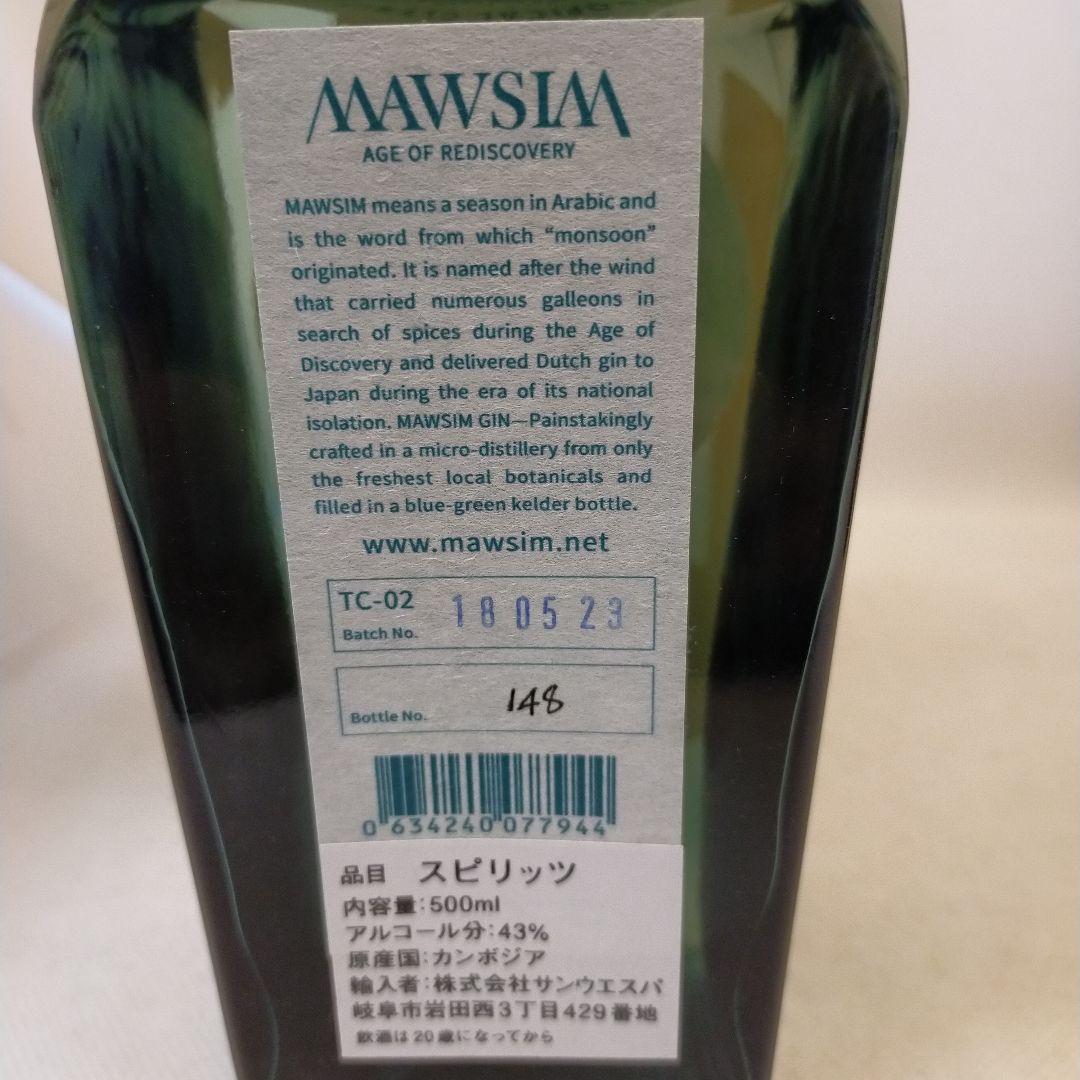 MAWSIM
AGE OF REDISCOVERY
MAWSIM means a season in Arabic and
is the word from which “monsoon”
originated. It is named after the wind
that carried numerous galleons in
search of spices during the Age of
Discovery and delivered Dutch gin to
Japan during the era of its national
isolation. MAWSIM GIN—Painstakingly
crafted in a micro-distillery from only
the freshest local botanicals and
filled in a blue-green kelder bottle.
www.mawsim.net
TC-02
Batch No. 18 05 23
Bottle No. 148
0 634240 077944
品目 スピリッツ
内容量:500ml
アルコール分:43%
原産国:カンボジア
輸入者:株式会社サンウエスパ
岐阜市岩田西3丁目429番地
飲酒は20歳になってから